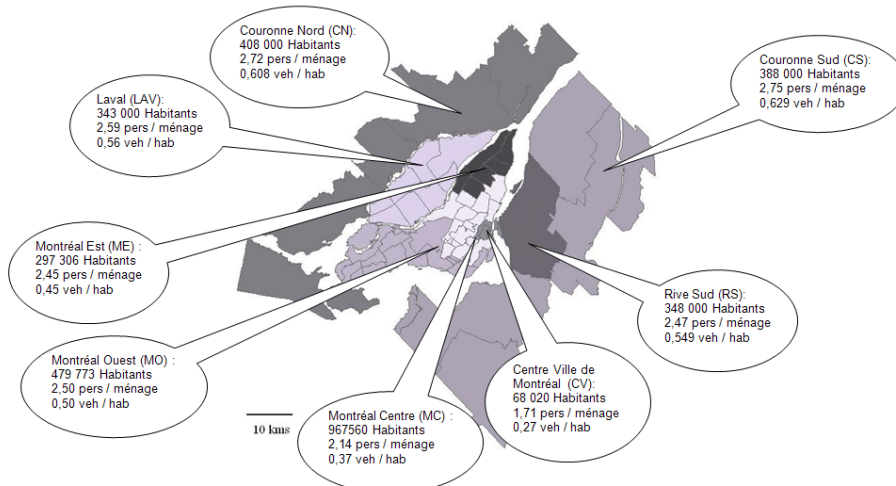 Couronne Nord (CN):
408 000 Habitants
2,72 pers / ménage
0,608 veh / hab
Couronne Sud (CS):
388 000 Habitants
2,75 pers / ménage
0,629 veh / hab
Laval (LAV):
343 000 Habitants
2,59 pers / ménage
0,56 veh / hab
Montréal Est (ME) :
297 306 Habitants
2,45 pers / ménage
0,45 veh / hab
Rive Sud (RS):
348 000 Habitants
2,47 pers / ménage
0,549 veh / hab
Montréal Ouest (MO) :
479 773 Habitants
2,50 pers / ménage
0,50 veh / hab
Centre Ville de
Montréal (CV):
68 020 Habitants
1,71 pers / ménage
0,27 veh / hab
Montréal Centre (MC) :
967560 Habitants
2,14 pers / ménage
0,37 veh / hab
10 kms